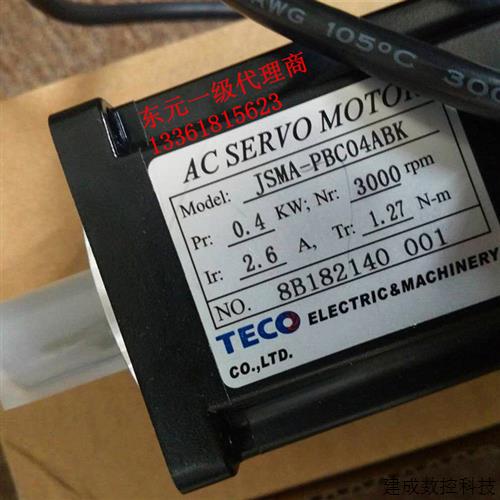 AWG 105°C 300
东元一级代理商
13361815623
AC SERVO MOTOR
Model: JSMA-PBC04ABK
Pr: 0.4 KW; Nr: 3000 rpm
Ir: 2.6 A, Tr: 1.27 N-m
NO. 8B182140 001
TECO ELECTRIC&MACHINERY
CO.,LTD.
建成数控科技